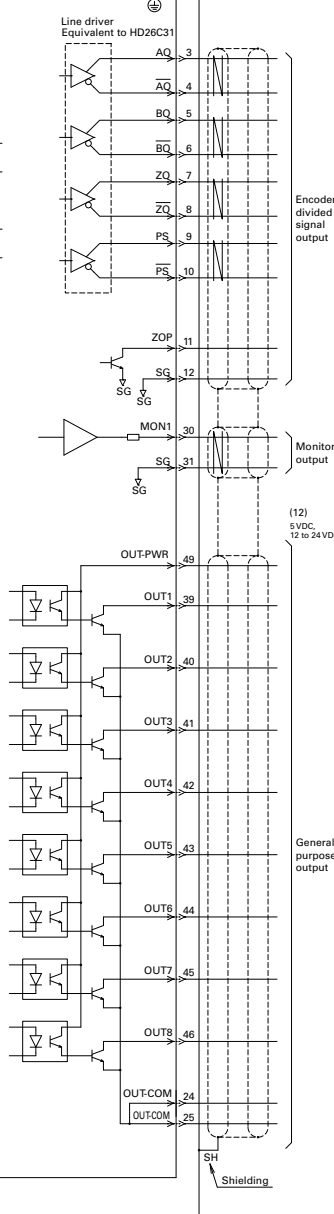 Line driver
Equivalent to HD26C31
AQ 3
AQ 4
BQ 5
BQ 6
ZQ 7
ZQ 8
PS 9
PS 10
Encoder
divided
signal
output
ZOP 11
SG 12
SG
SG
MON1 30
SG 31
SG
Monitor
output
(12)
5 VDC,
12 to 24 VD
OUT-PWR 49
OUT1 39
OUT2 40
OUT3 41
OUT4 42
OUT5 43
General
purpose
output
OUT6 44
OUT7 45
OUT8 46
OUT-COM 24
OUT-COM 25
SH
Shielding